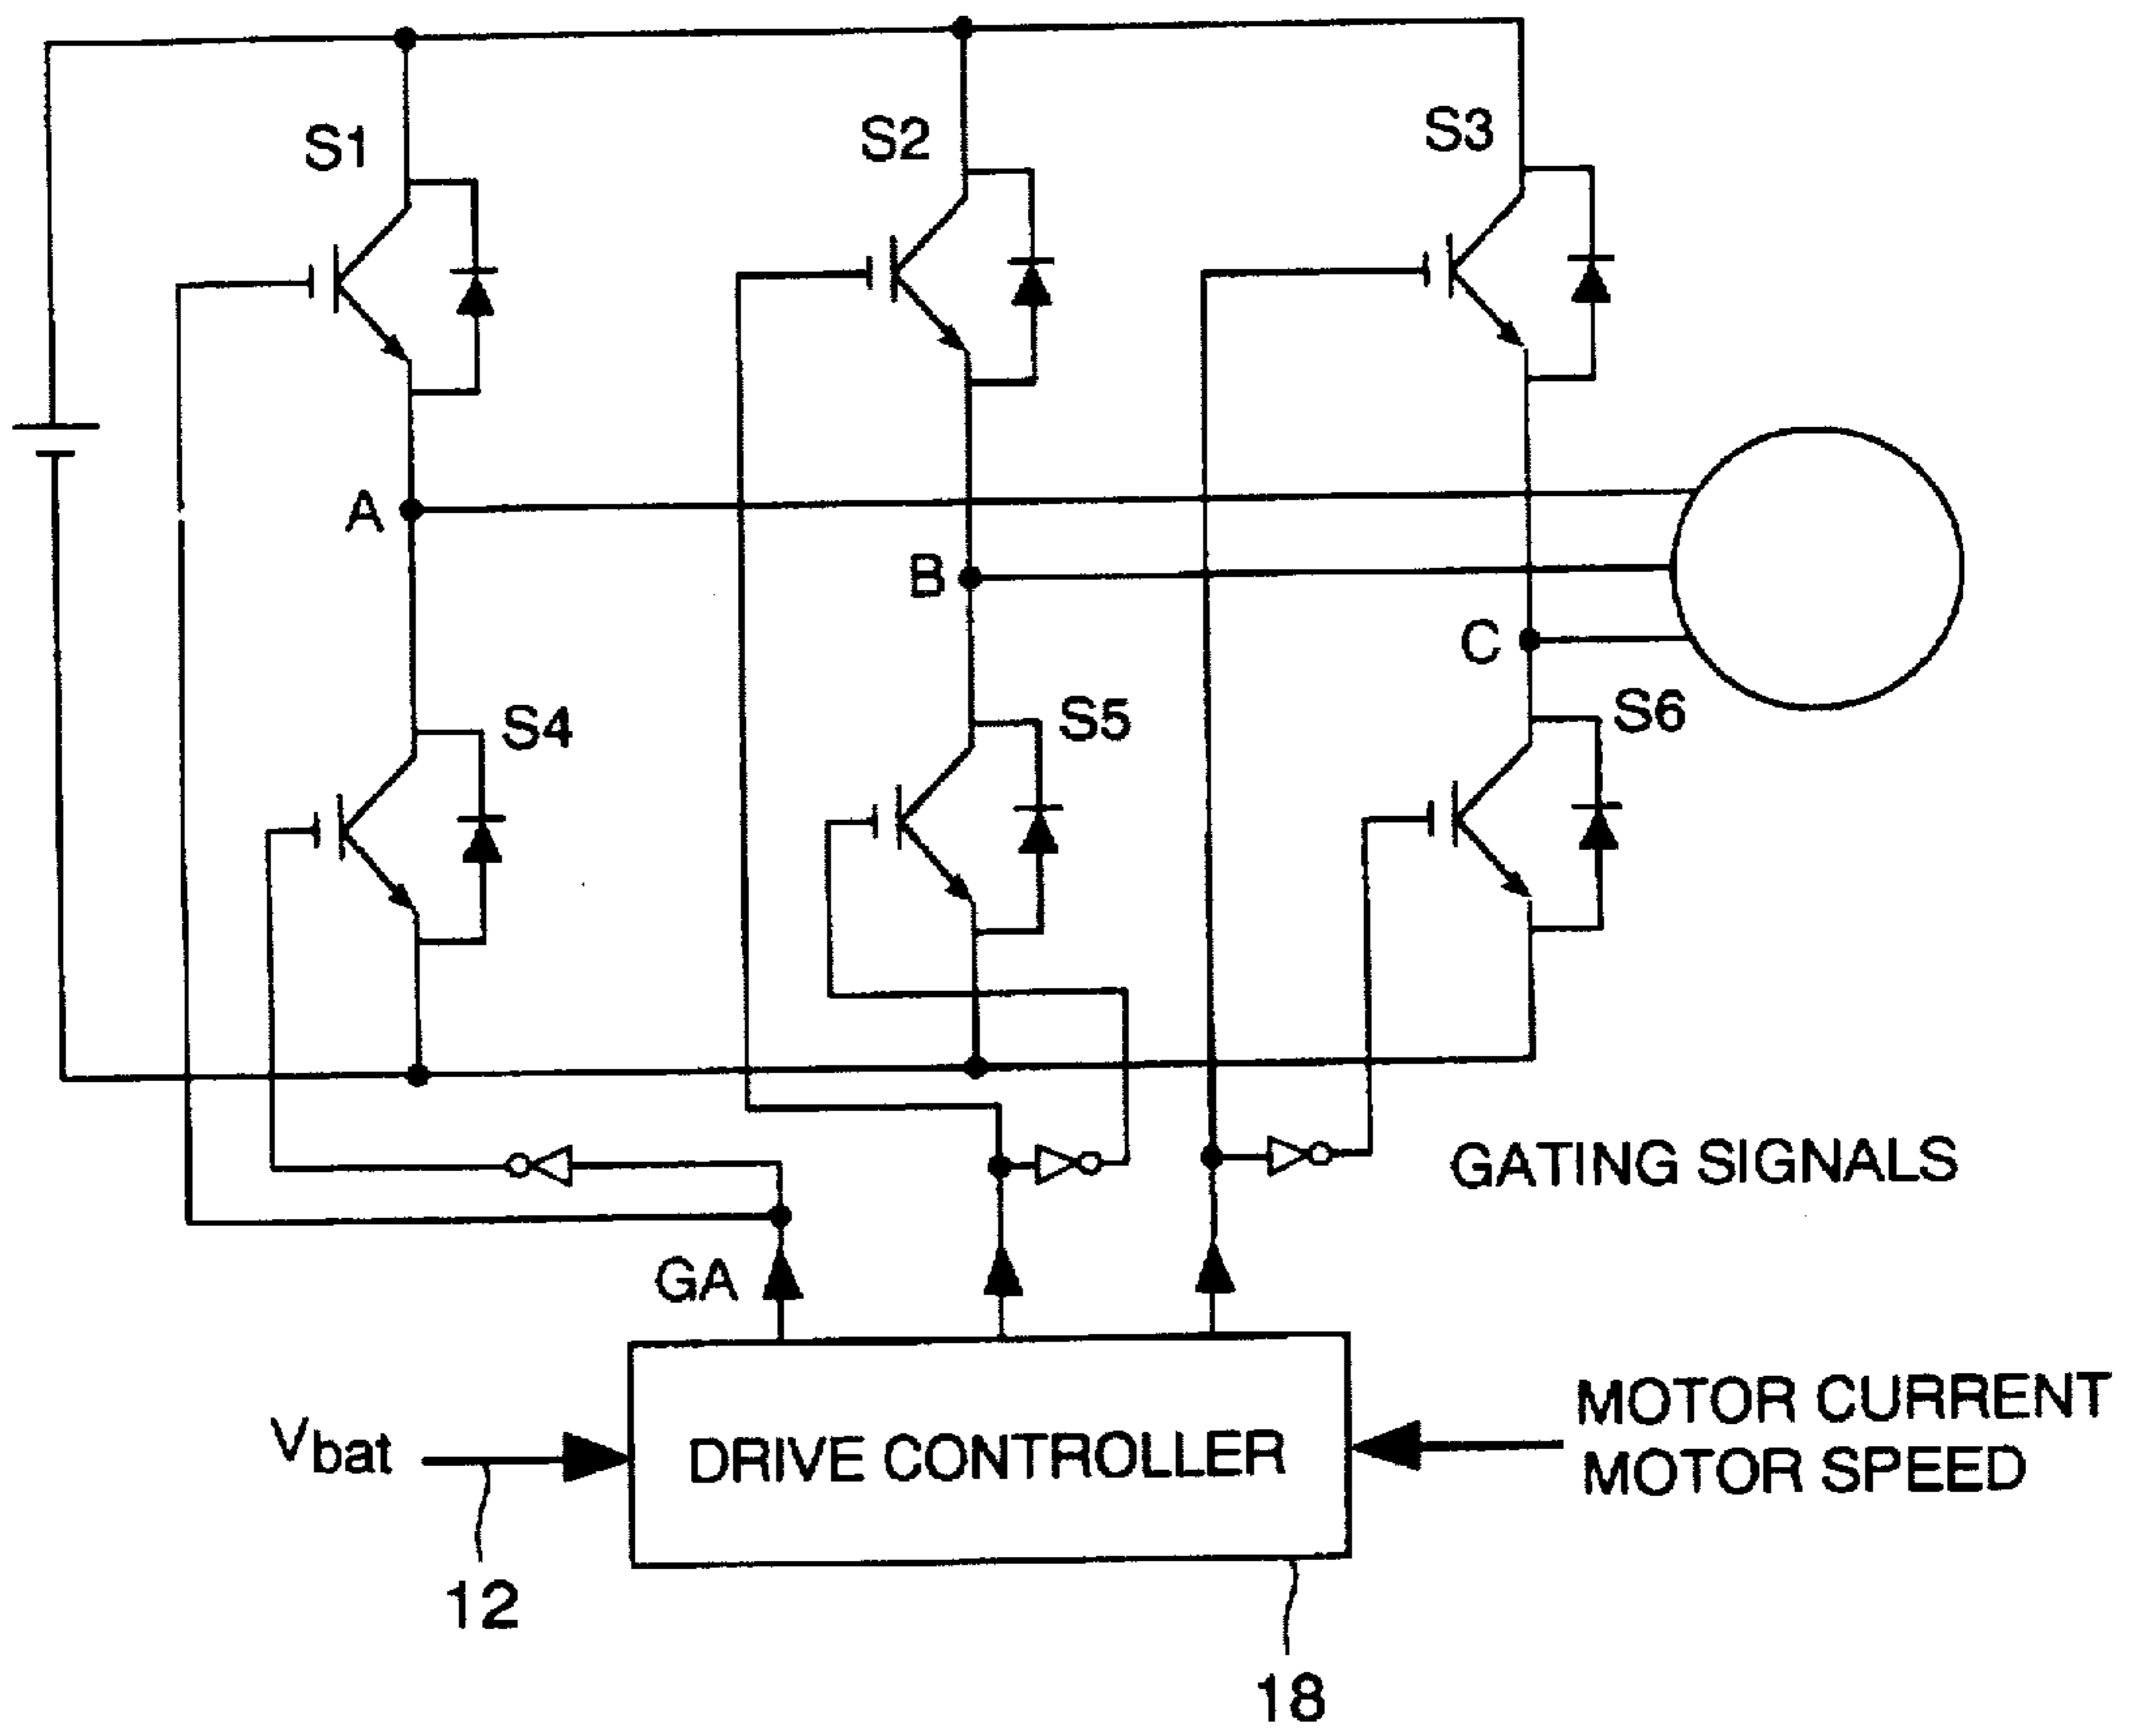 S1
S2
S3
A
B
C
S4
S5
S6
GATING SIGNALS
GA
Vbat
DRIVE CONTROLLER
MOTOR CURRENT
MOTOR SPEED
12
18